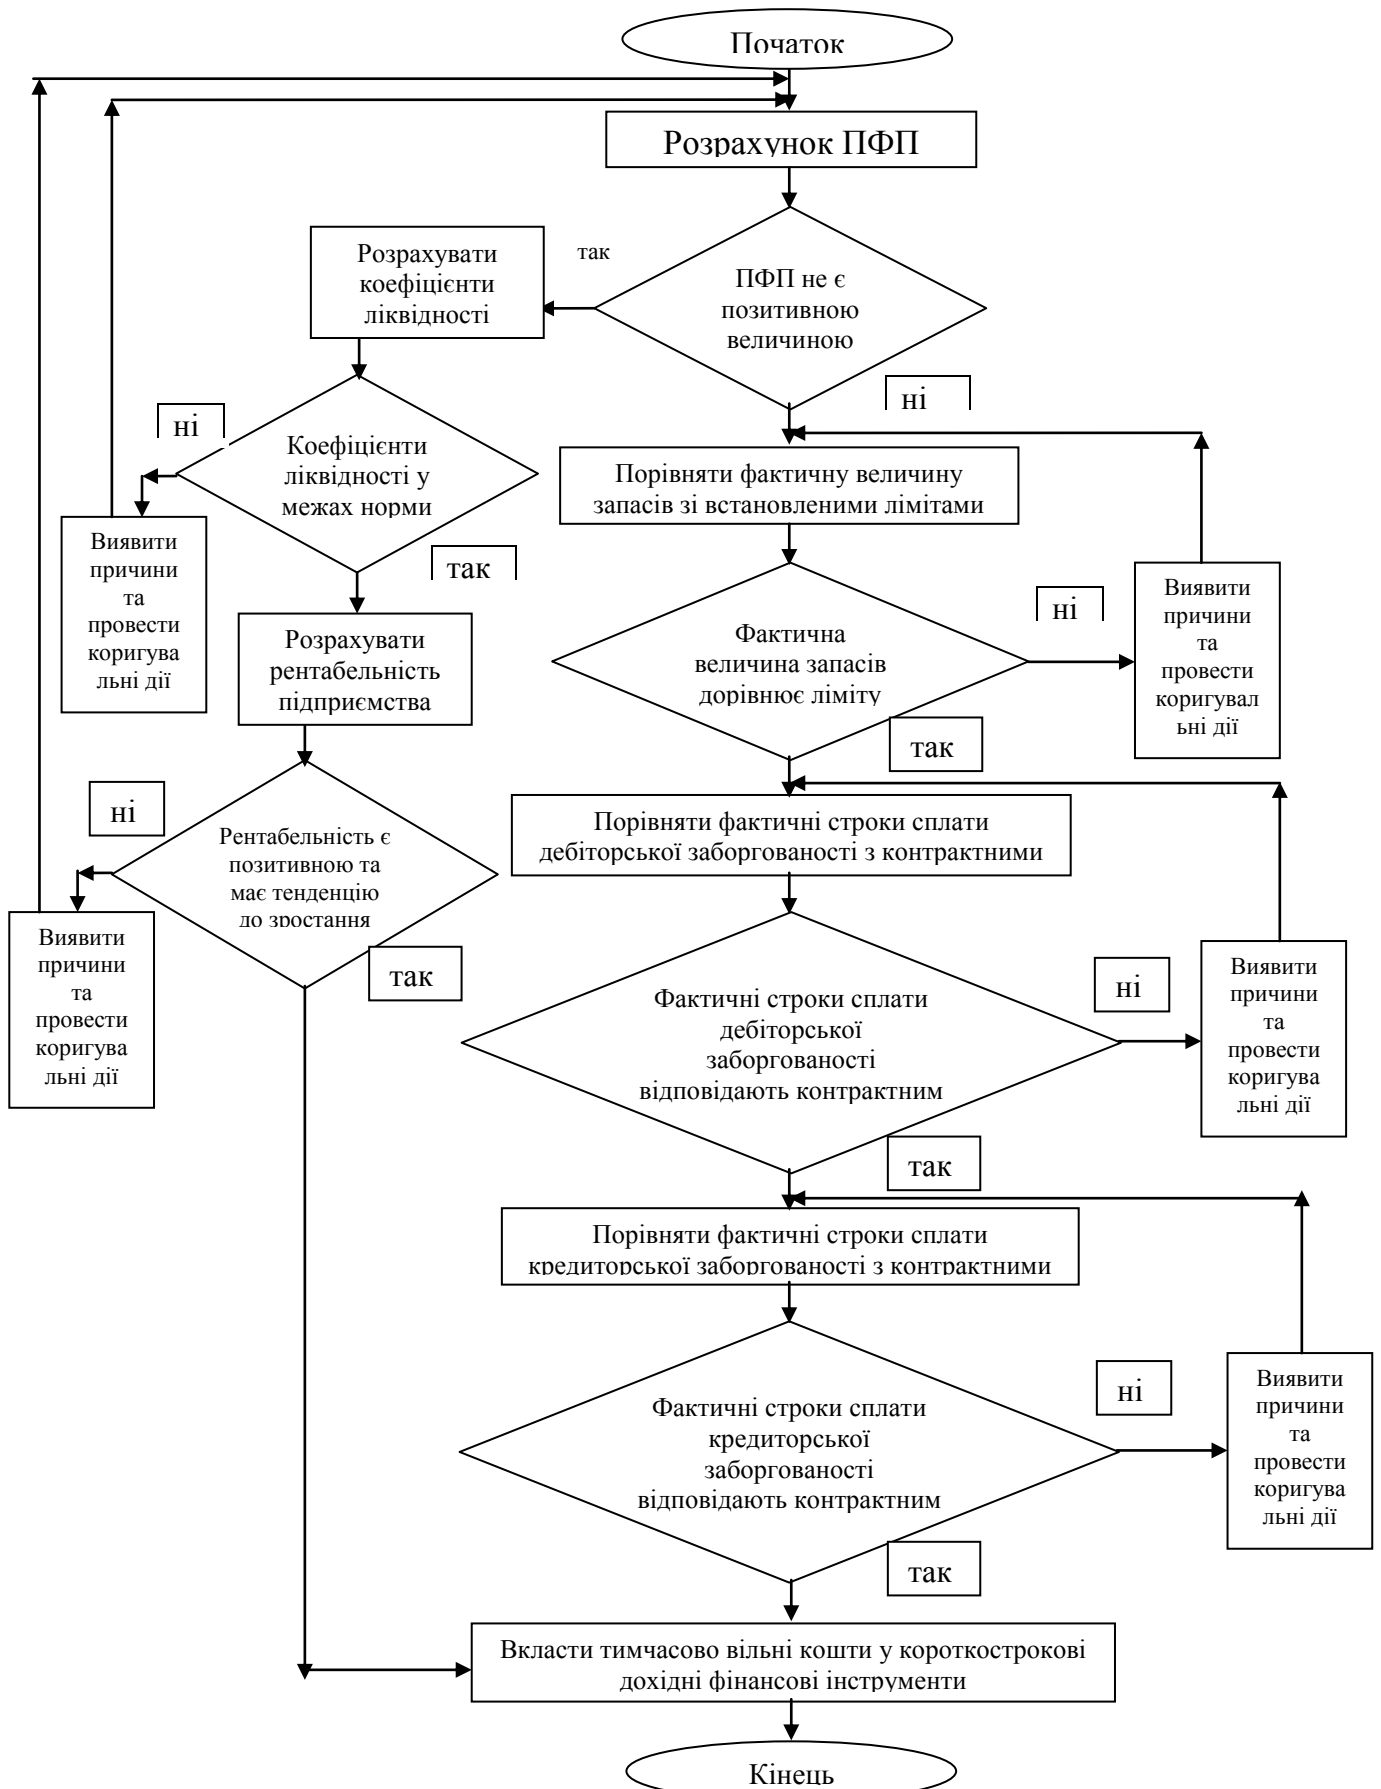 Початок
Розрахунок ПФП
Розрахувати
коефіцієнти
ліквідності
так
ПФП не є
позитивною
величиною
ні
ні
Коефіцієнти
ліквідності у
межах норми
Порівняти фактичну величину
запасів зі встановленими лімітами
Виявити
причини
та
провести
коригува
льні дії
так
Розрахувати
рентабельність
підприємства
Фактична
величина запасів
дорівнює ліміту
ні
Виявити
причини
та
провести
коригувал
ьні дії
так
ні
Рентабельність є
позитивною та
має тенденцію
до зростання
Порівняти фактичні строки сплати
дебіторської заборгованості з контрактними
Виявити
причини
та
провести
коригува
льні дії
так
Фактичні строки сплати
дебіторської
заборгованості
відповідають контрактним
ні
Виявити
причини
та
провести
коригува
льні дії
так
Порівняти фактичні строки сплати
кредиторської заборгованості з контрактними
Фактичні строки сплати
кредиторської
заборгованості
відповідають контрактним
ні
Виявити
причини
та
провести
коригува
льні дії
так
Вкласти тимчасово вільні кошти у короткострокові
дохідні фінансові інструменти
Кінець